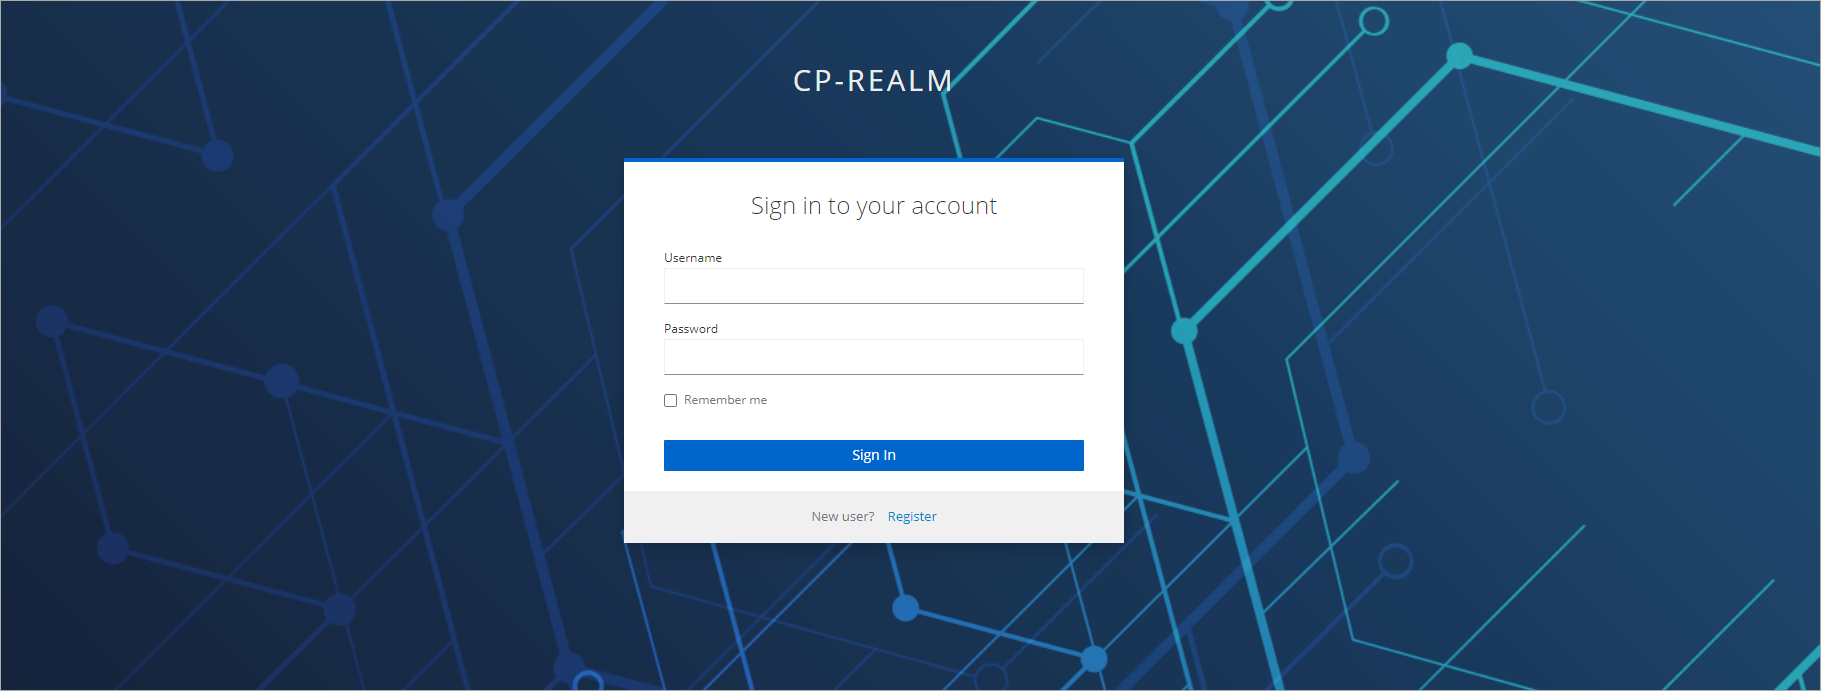 CP-REALM
Sign in to your account
Username
Password
Remember me
Sign In
New user? Register